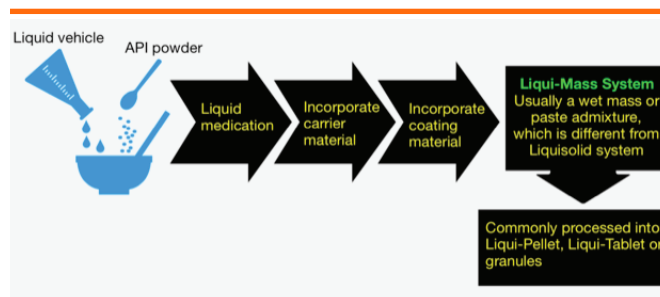 Liquid vehicle
API powder
Liquid
medication
Incorporate
carrier
material
Incorporate
coating
material
Liqui-Mass System
Usually a wet mass or
paste admixture,
which is different from
Liquisolid system
Commonly processed into
Liqui-Pellet, Liqui-Tablet or
granules